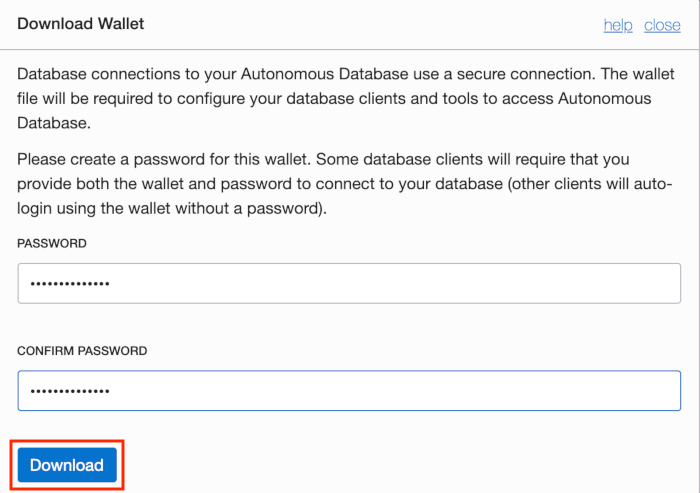 Download Wallet
help close
Database connections to your Autonomous Database use a secure connection. The wallet
file will be required to configure your database clients and tools to access Autonomous
Database.
Please create a password for this wallet. Some database clients will require that you
provide both the wallet and password to connect to your database (other clients will auto-
login using the wallet without a password).
PASSWORD
••••••••••••••
CONFIRM PASSWORD
••••••••••••••
Download